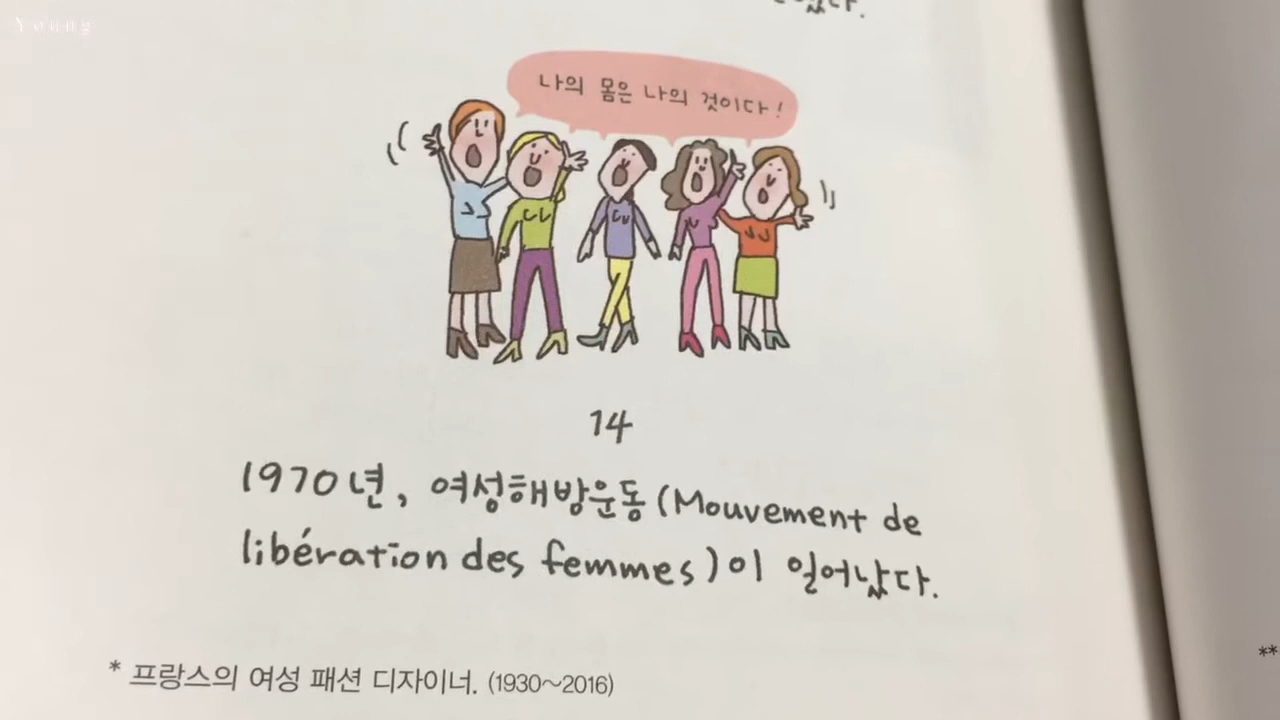 Young
나의 몸은 나의 것이다!
14
1970년, 여성해방운동(Mouvement de
libération des femmes)이 일어났다.
* 프랑스의 여성 패션 디자이너. (1930~2016)
**